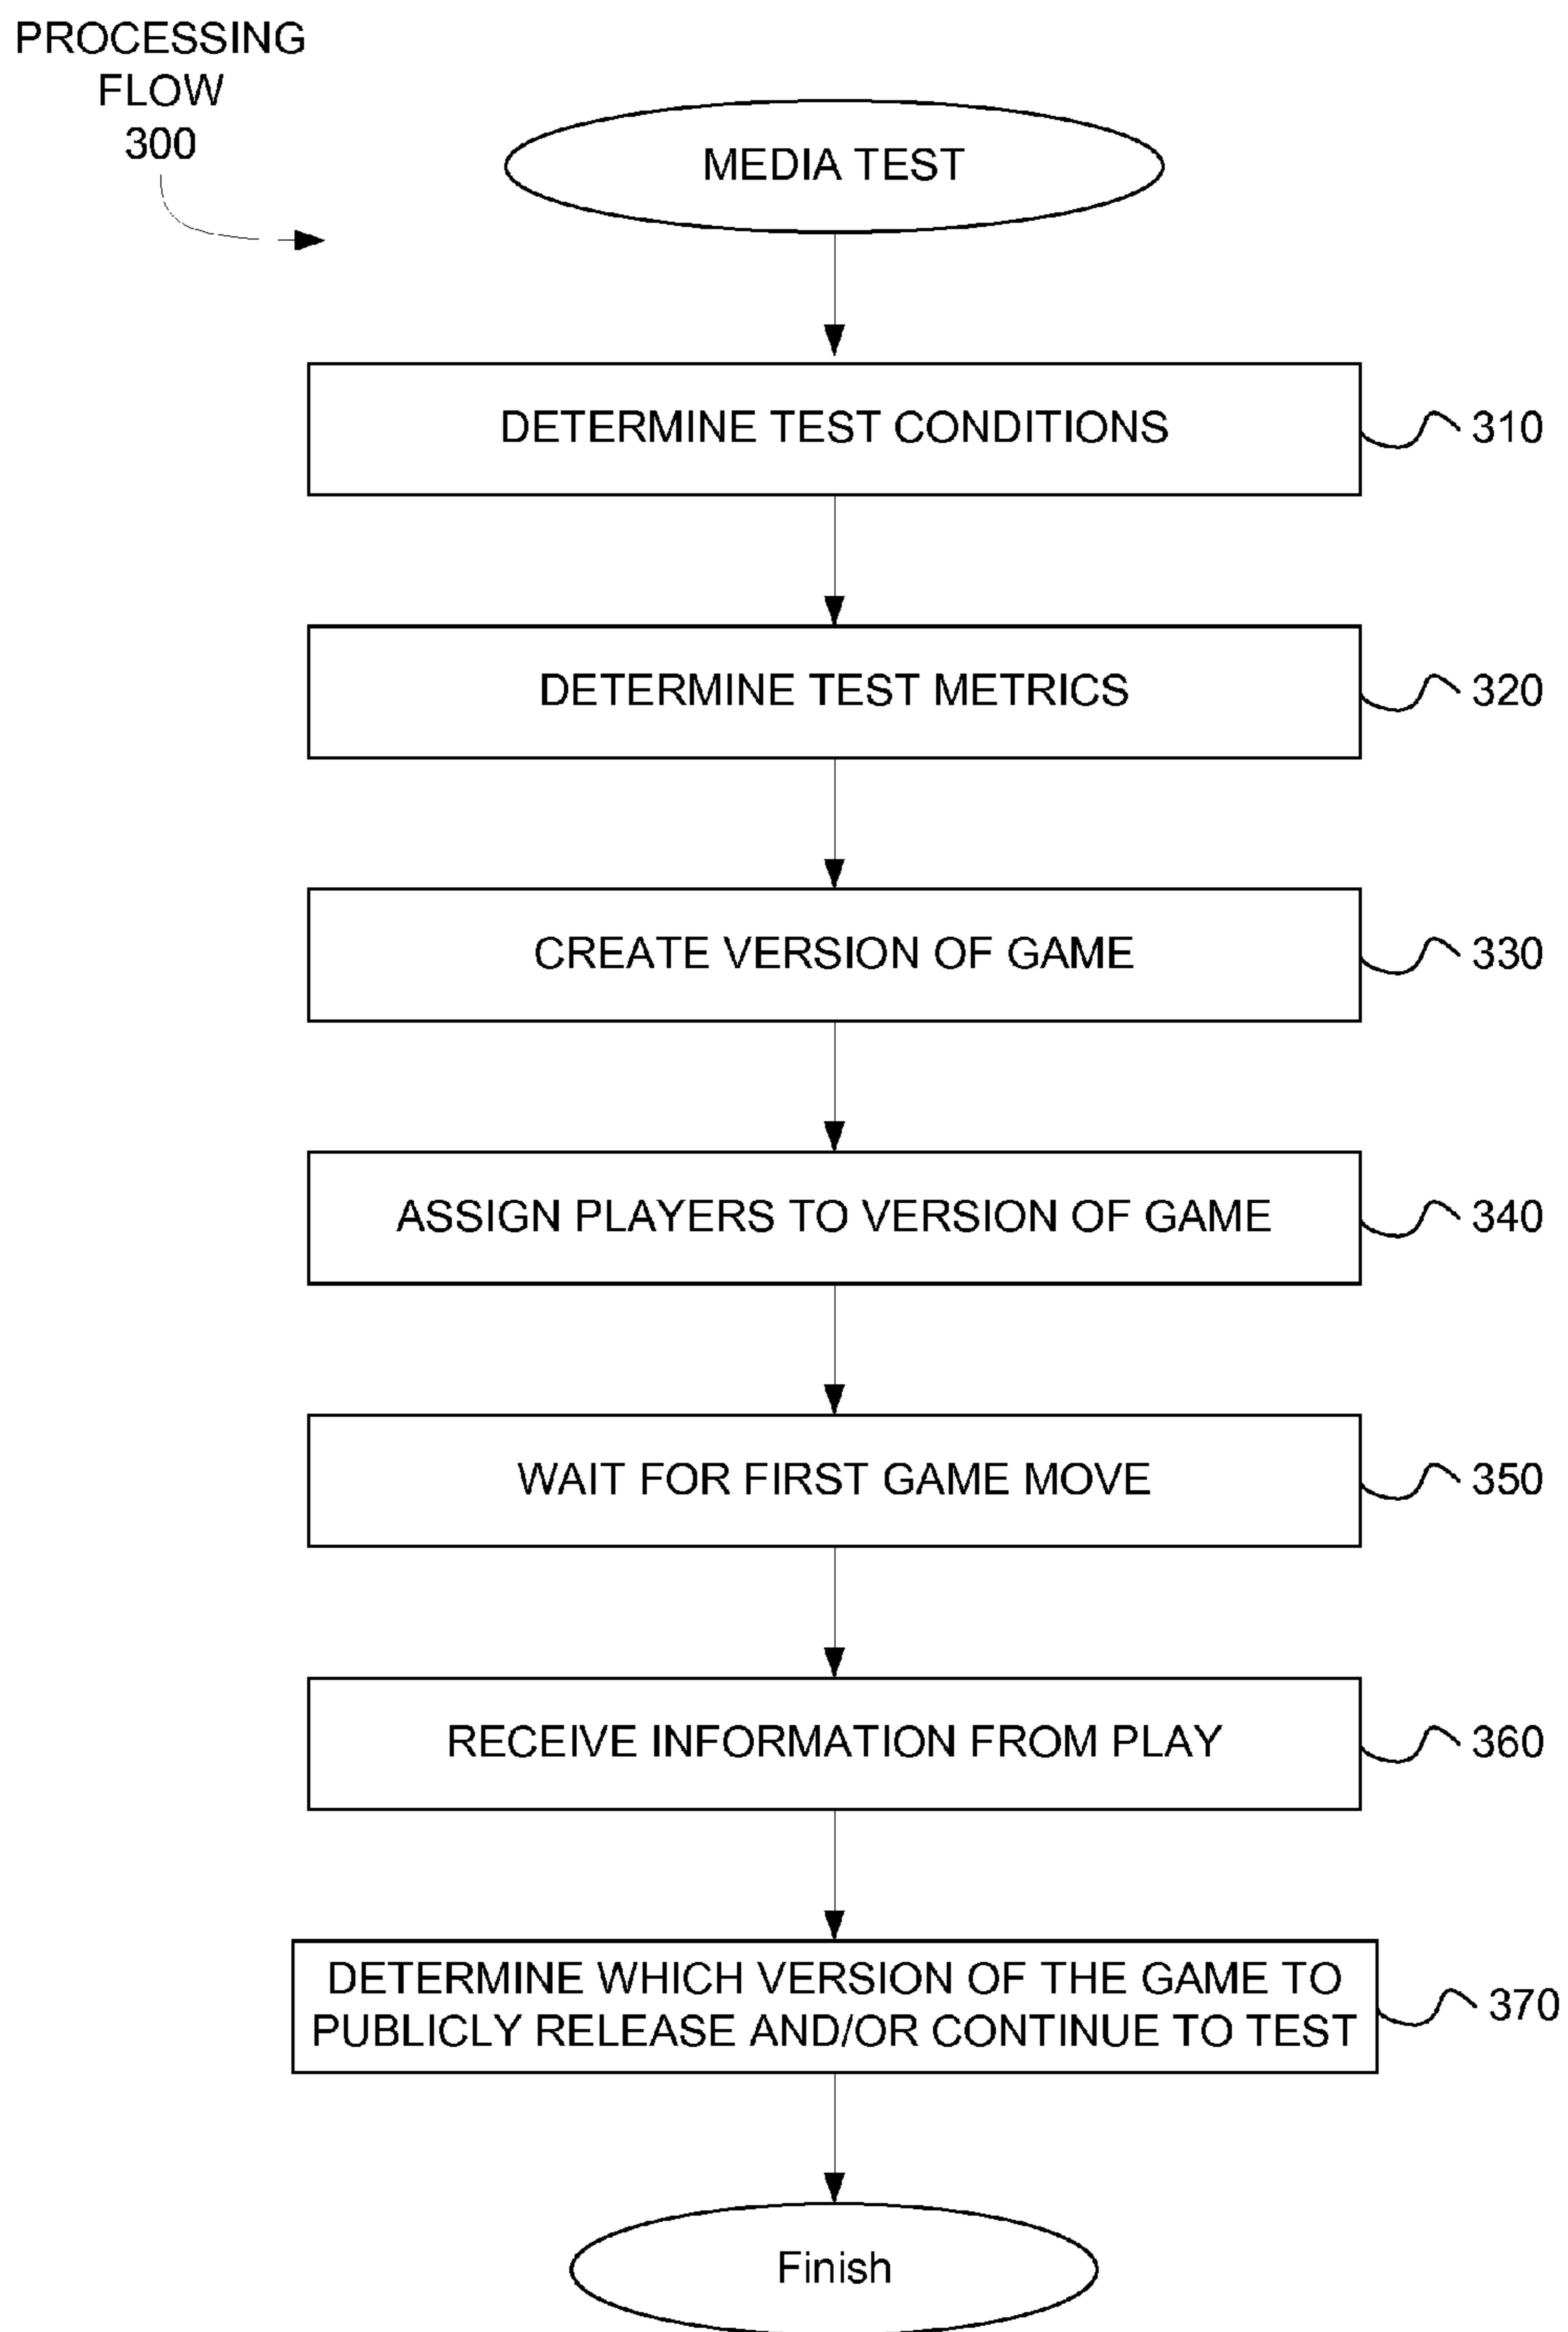 PROCESSING
FLOW
300
MEDIA TEST
DETERMINE TEST CONDITIONS
310
DETERMINE TEST METRICS
320
CREATE VERSION OF GAME
330
ASSIGN PLAYERS TO VERSION OF GAME
340
WAIT FOR FIRST GAME MOVE
350
RECEIVE INFORMATION FROM PLAY
360
DETERMINE WHICH VERSION OF THE GAME TO
PUBLICLY RELEASE AND/OR CONTINUE TO TEST
370
Finish